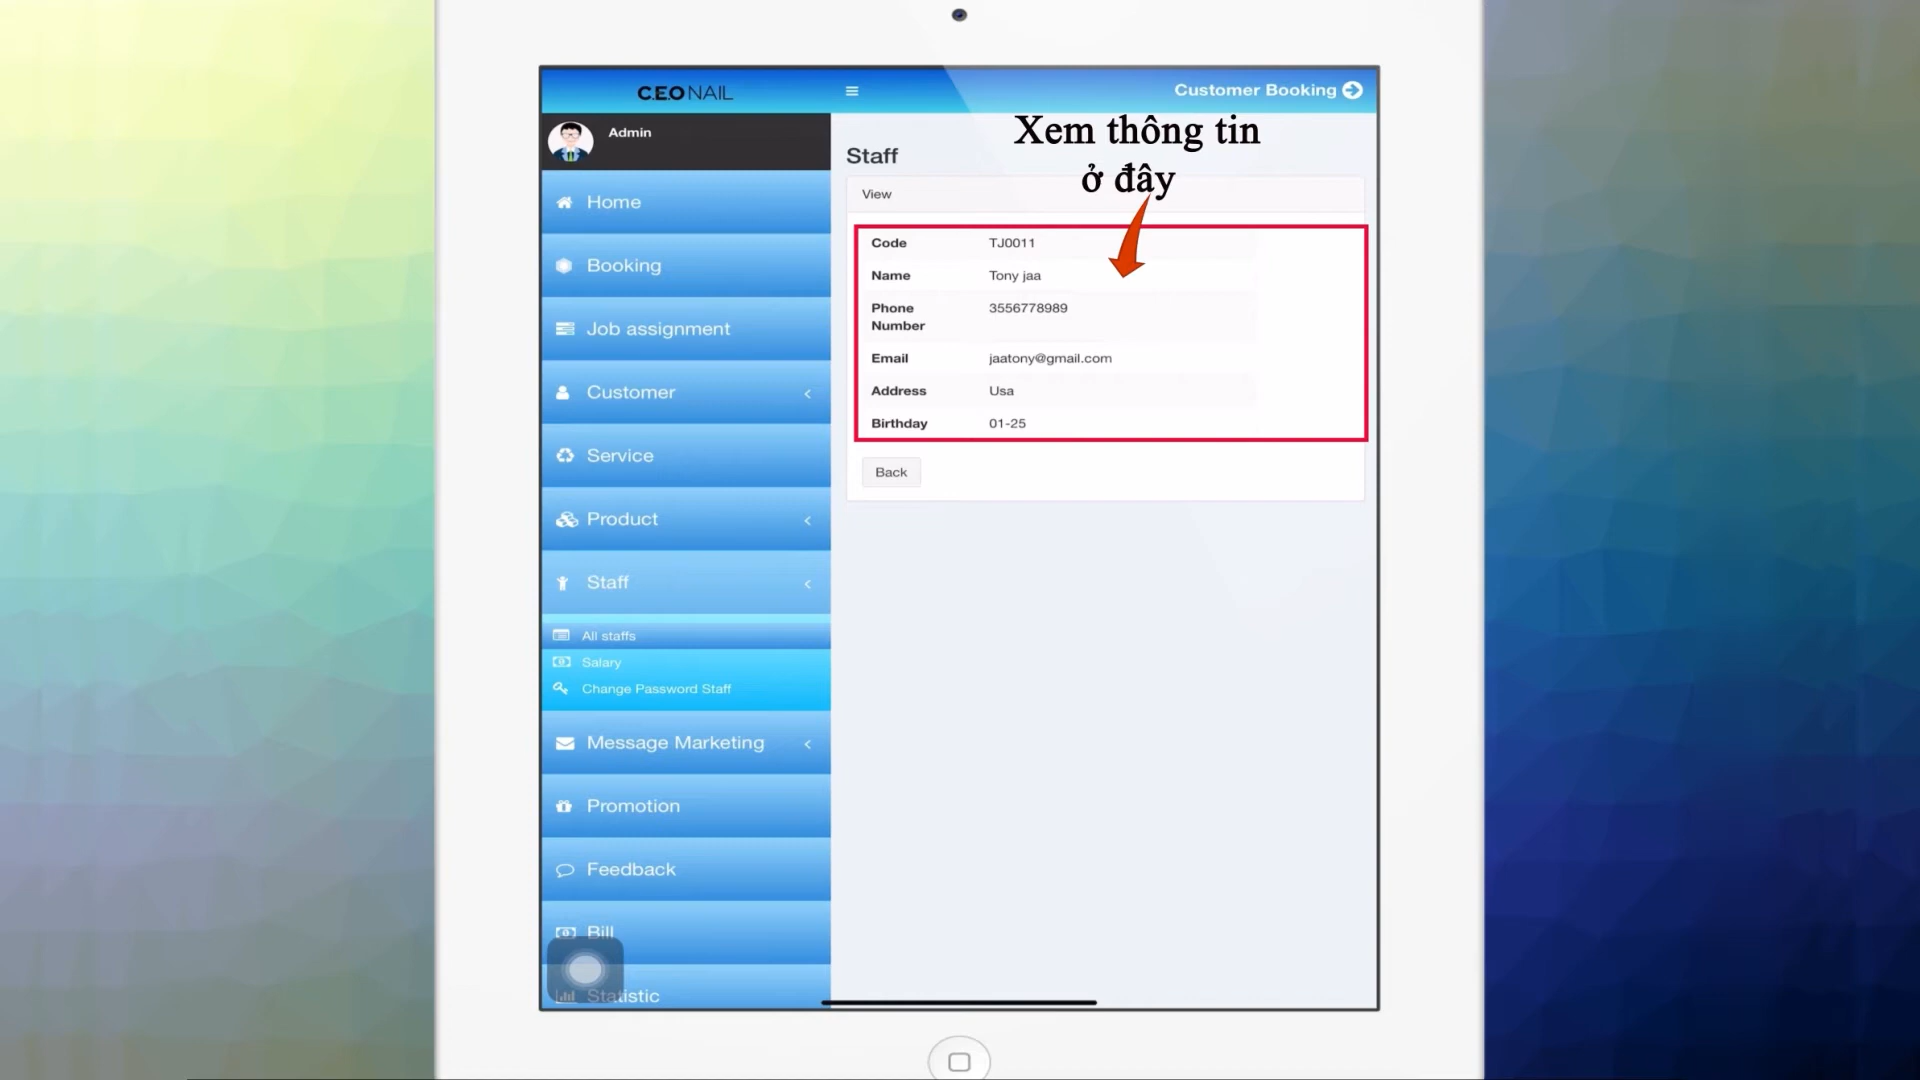 C.E.O NAIL
Customer Booking
Admin
Xem thông tin
ở đây
Staff
View
Code TJ0011
Name Tony jaa
Phone Number 3556778989
Email jaatony@gmail.com
Address Usa
Birthday 01-25
Back
Home
Booking
Job assignment
Customer
Service
Product
Staff
All staffs
Salary
Change Password Staff
Message Marketing
Promotion
Feedback
Bill
Statistic